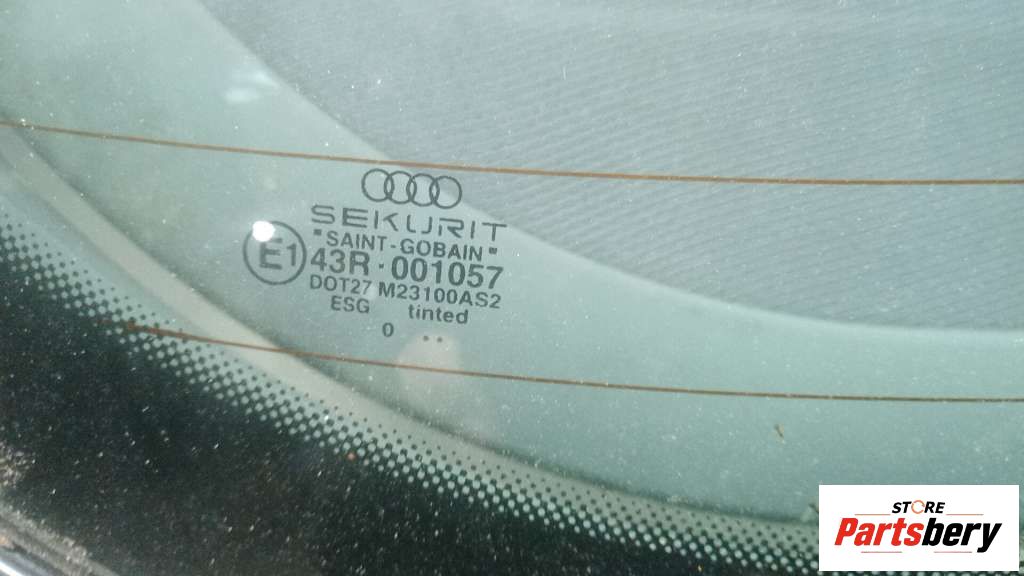 SEKURIT
"SAINT-GOBAIN"
E1 43R-001057
DOT27 M23100AS2
ESG tinted
0 ..
STORE
Partsbery